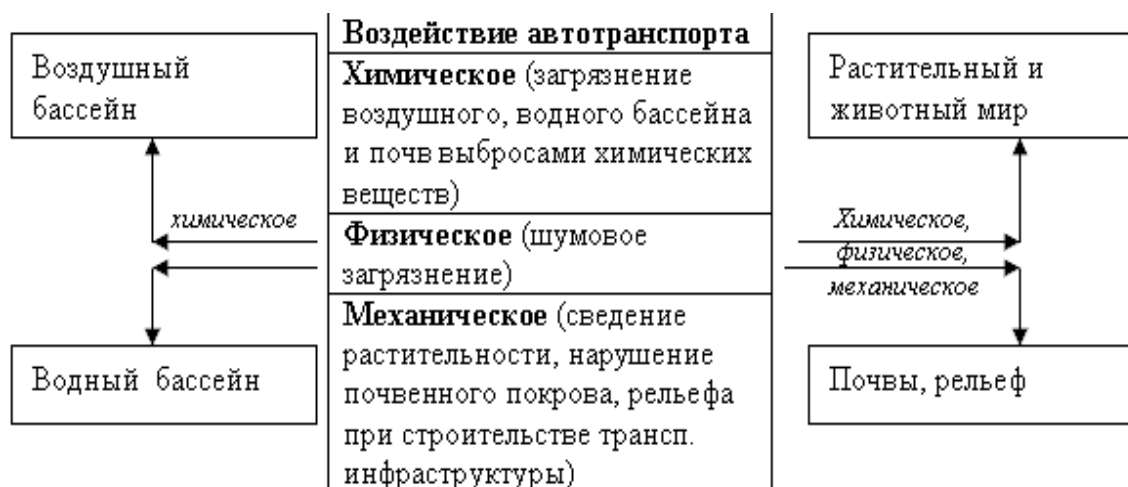 Воздушный
бассейн
химическое
Водный бассейн
Воздействие автотранспорта
Химическое (загрязнение
воздушного, водного бассейна
и почв выбросами химических
веществ)
Физическое (шумовое
загрязнение)
Механическое (сведение
растительности, нарушение
почвенного покрова, рельефа
при строительстве трансп.
инфраструктуры)
Растительный и
животный мир
Химическое,
физическое,
механическое
Почвы, рельеф